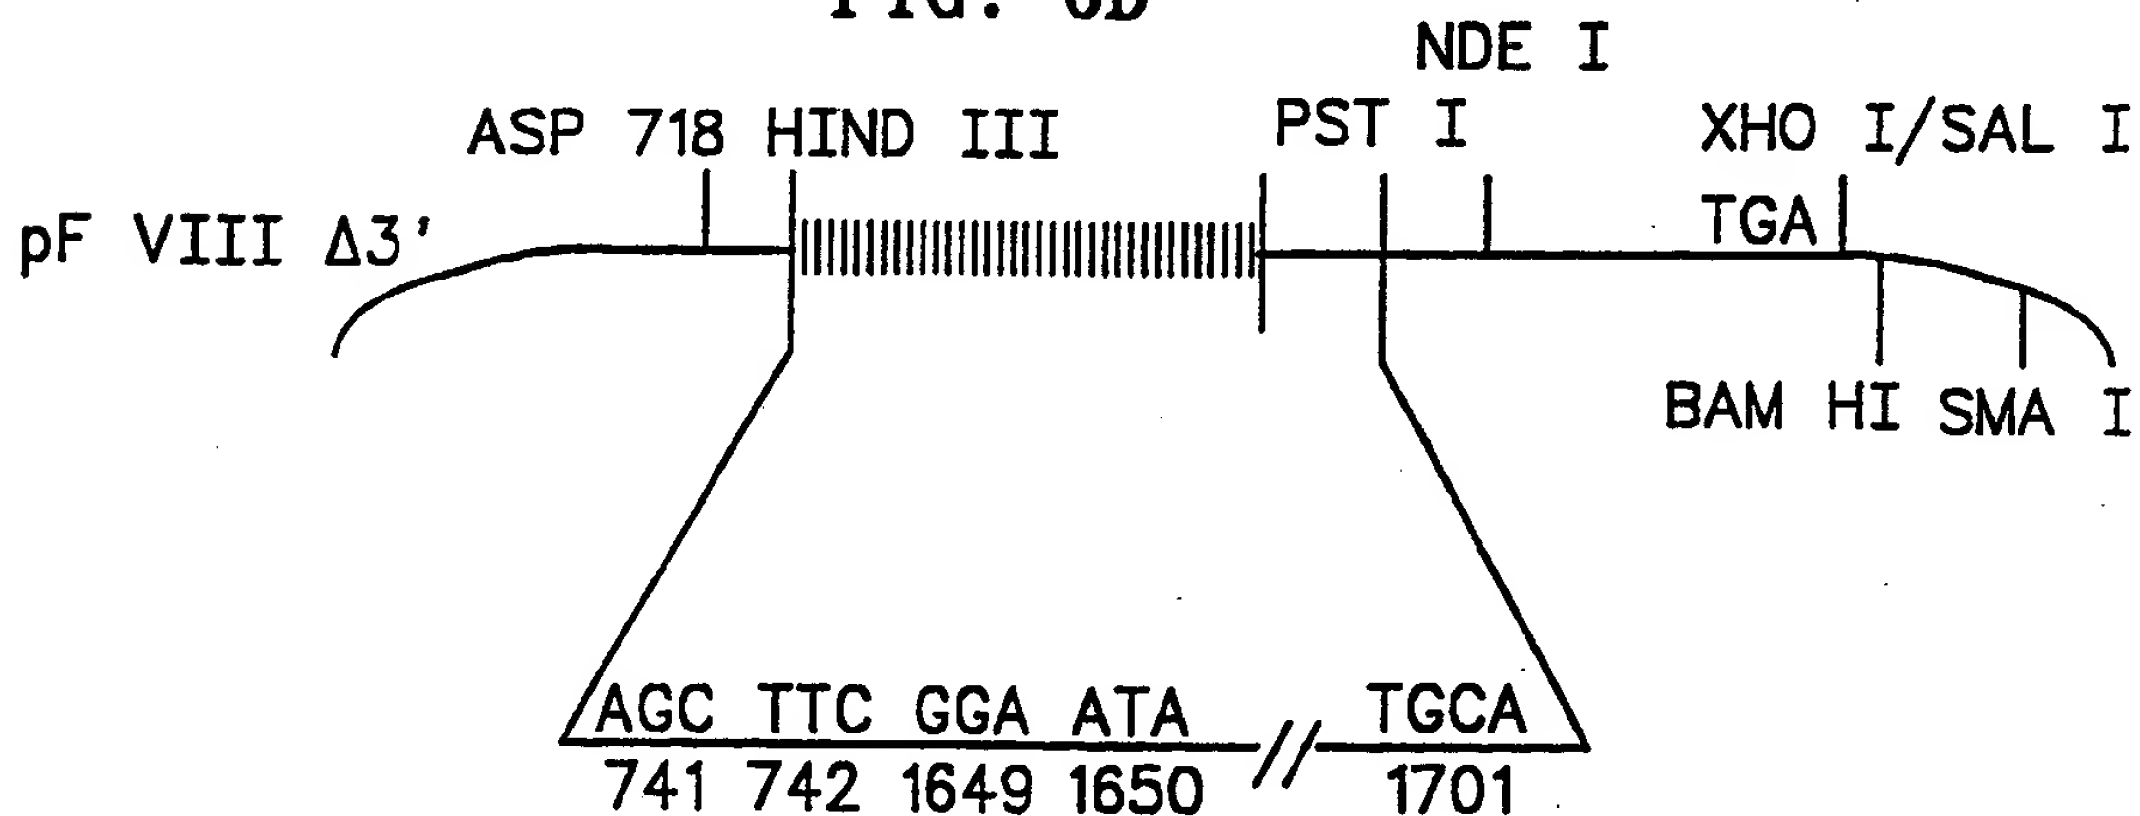 NDE I
ASP 718 HIND III
PST I
XHO I/SAL I
pF VIII Δ3'
TGA
BAM HI
SMA I
AGC TTC GGA ATA
TGCA
741 742 1649 1650
1701